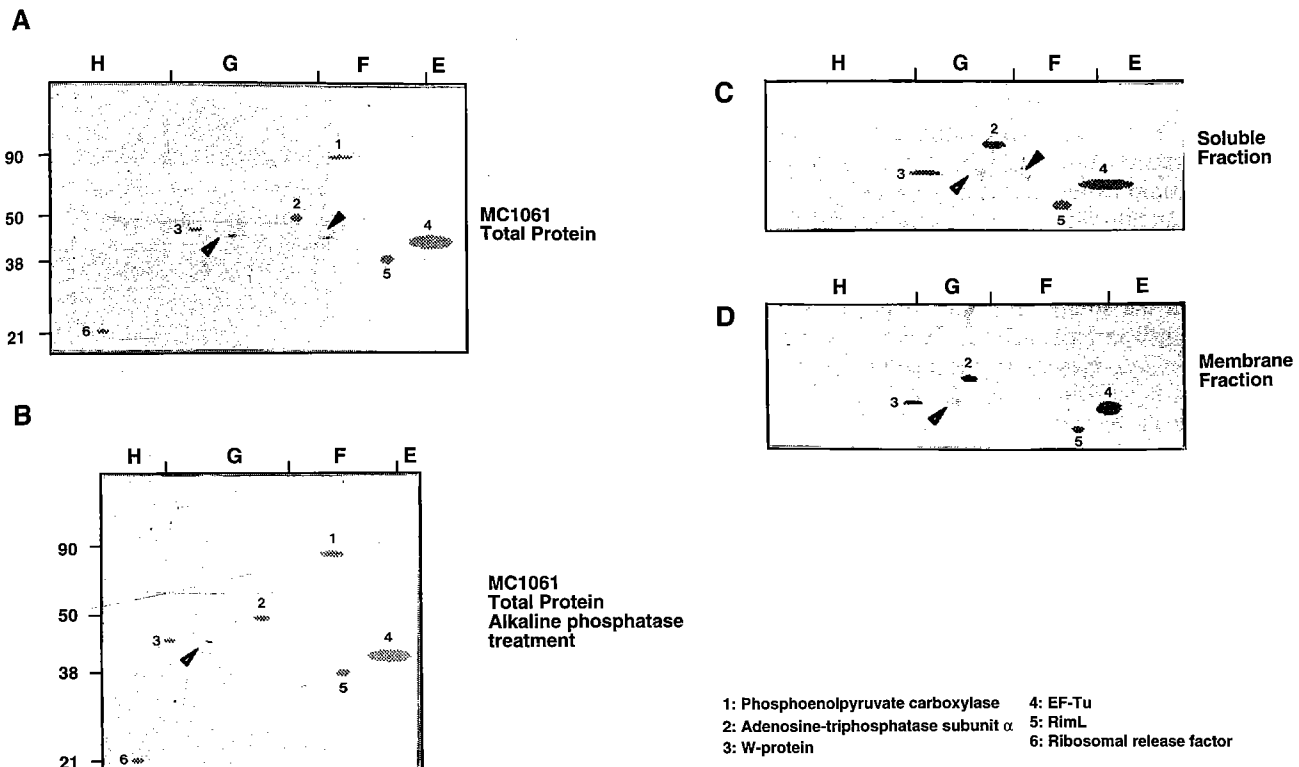 A
H G F E
90
50
38
21
1
2
3
4
5
6
MC1061
Total Protein
B
H G F E
90
50
38
21
1
2
3
4
5
6
MC1061
Total Protein
Alkaline phosphatase
treatment
C
H G F E
2
3
4
5
Soluble
Fraction
D
H G F E
2
3
4
5
Membrane
Fraction
1: Phosphoenolpyruvate carboxylase
2: Adenosine-triphosphatase subunit α
3: W-protein
4: EF-Tu
5: RimL
6: Ribosomal release factor